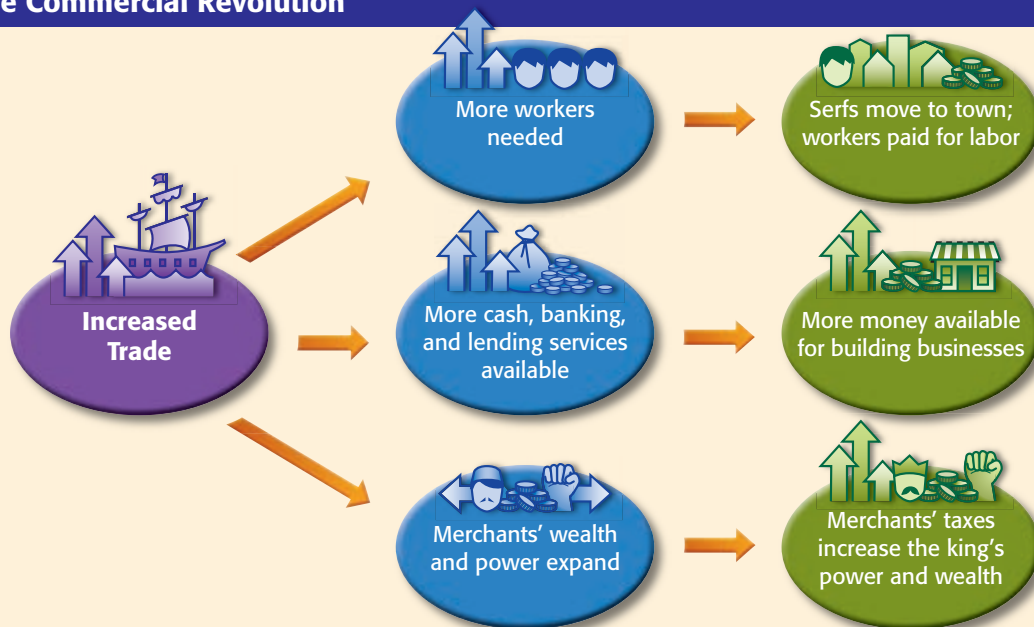 e Commercial Revolution
More workers
needed
Serfs move to town;
workers paid for labor
Increased
Trade
More cash, banking,
and lending services
available
More money available
for building businesses
Merchants' wealth
and power expand
Merchants' taxes
increase the king's
power and wealth